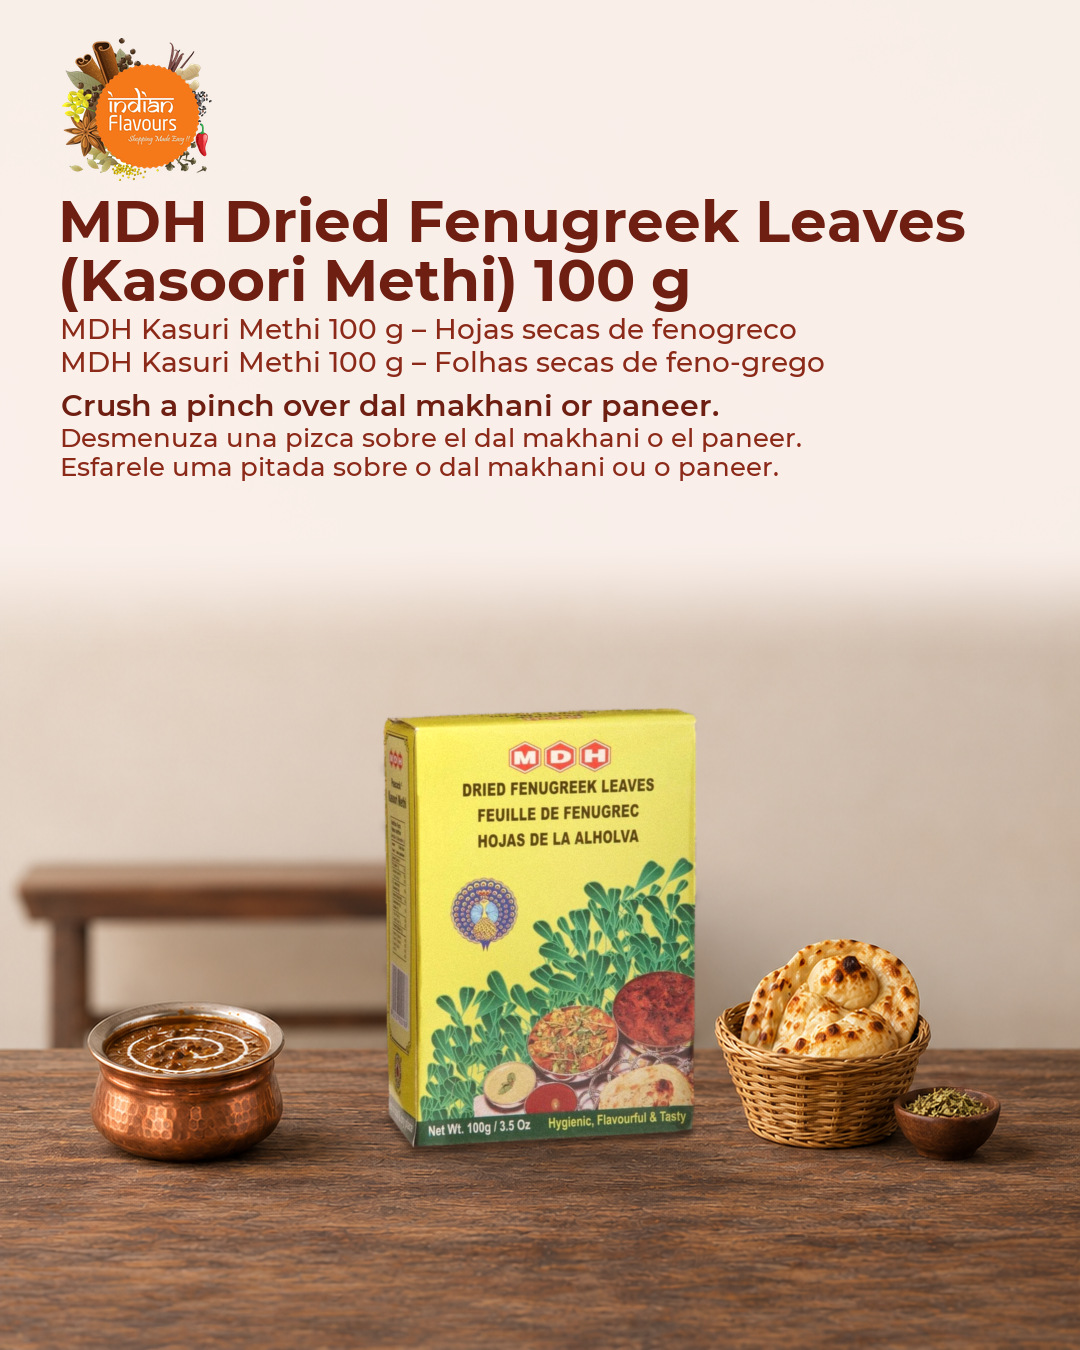 indian
Flavours
Shopping Made Easy !!
MDH Dried Fenugreek Leaves
(Kasoori Methi) 100 g
MDH Kasuri Methi 100 g – Hojas secas de fenogreco
MDH Kasuri Methi 100 g – Folhas secas de feno-grego
Crush a pinch over dal makhani or paneer.
Desmenuza una pizca sobre el dal makhani o el paneer.
Esfarele uma pitada sobre o dal makhani ou o paneer.
MDH
DRIED FENUGREEK LEAVES
FEUILLE DE FENUGREC
HOJAS DE LA ALHOLVA
Net Wt. 100g / 3.5 Oz
Hygienic, Flavourful & Tasty